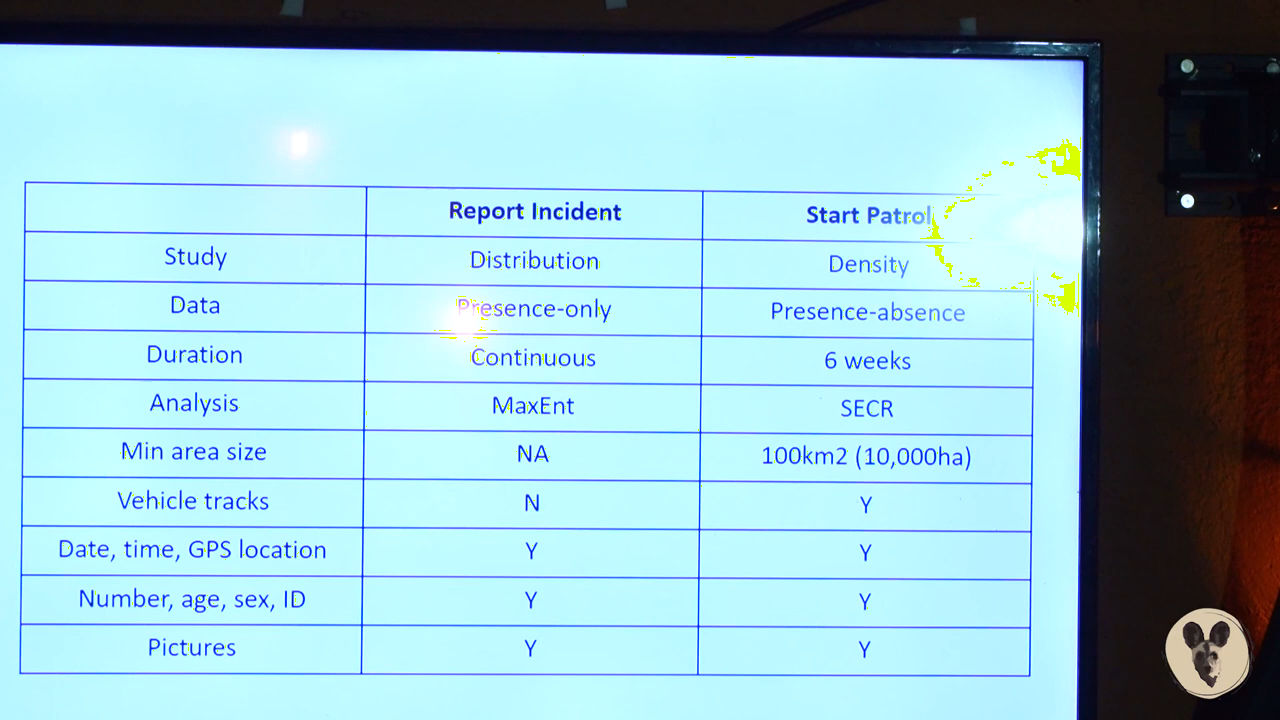 Report Incident Start Patrol
Study Distribution Density
Data Presence-only Presence-absence
Duration Continuous 6 weeks
Analysis MaxEnt SECR
Min area size NA 100km2 (10,000ha)
Vehicle tracks N Y
Date, time, GPS location Y Y
Number, age, sex, ID Y Y
Pictures Y Y